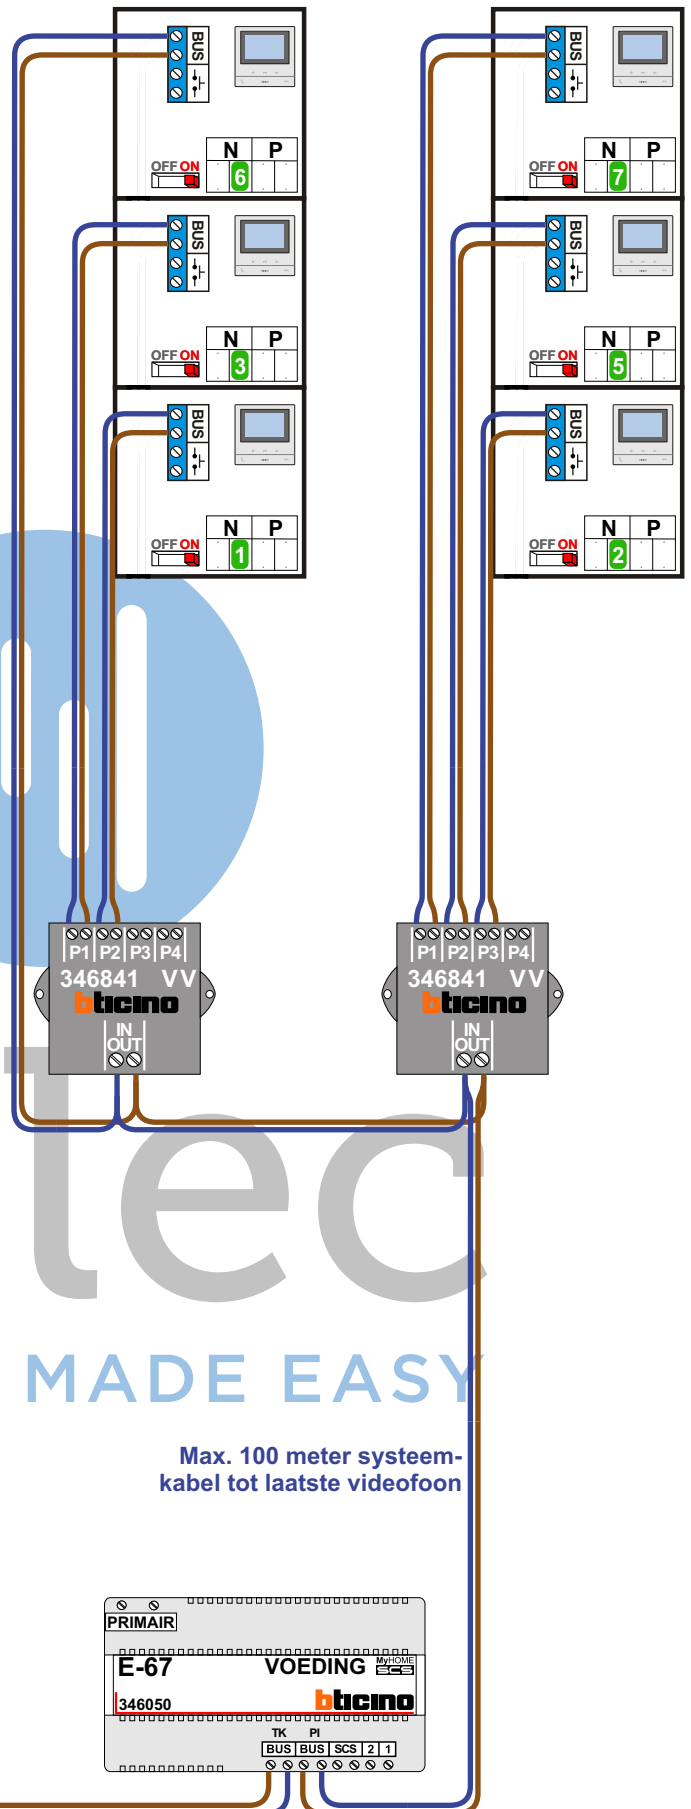 BUS
N P
OFF ON
6
BUS
N P
OFF ON
3
BUS
N P
OFF ON
1
BUS
N P
OFF ON
7
BUS
N P
OFF ON
5
BUS
N P
OFF ON
2
P1 P2 P3 P4
346841 VV
bticino
IN
OUT
P1 P2 P3 P4
346841 VV
bticino
IN
OUT
tec
MADE EASY
Max. 100 meter systeem-
kabel tot laatste videofoon
PRIMAIR
E-67 VOEDING MyHOME
SCS
346050 bticino
TK PI
BUS BUS SCS 2 1